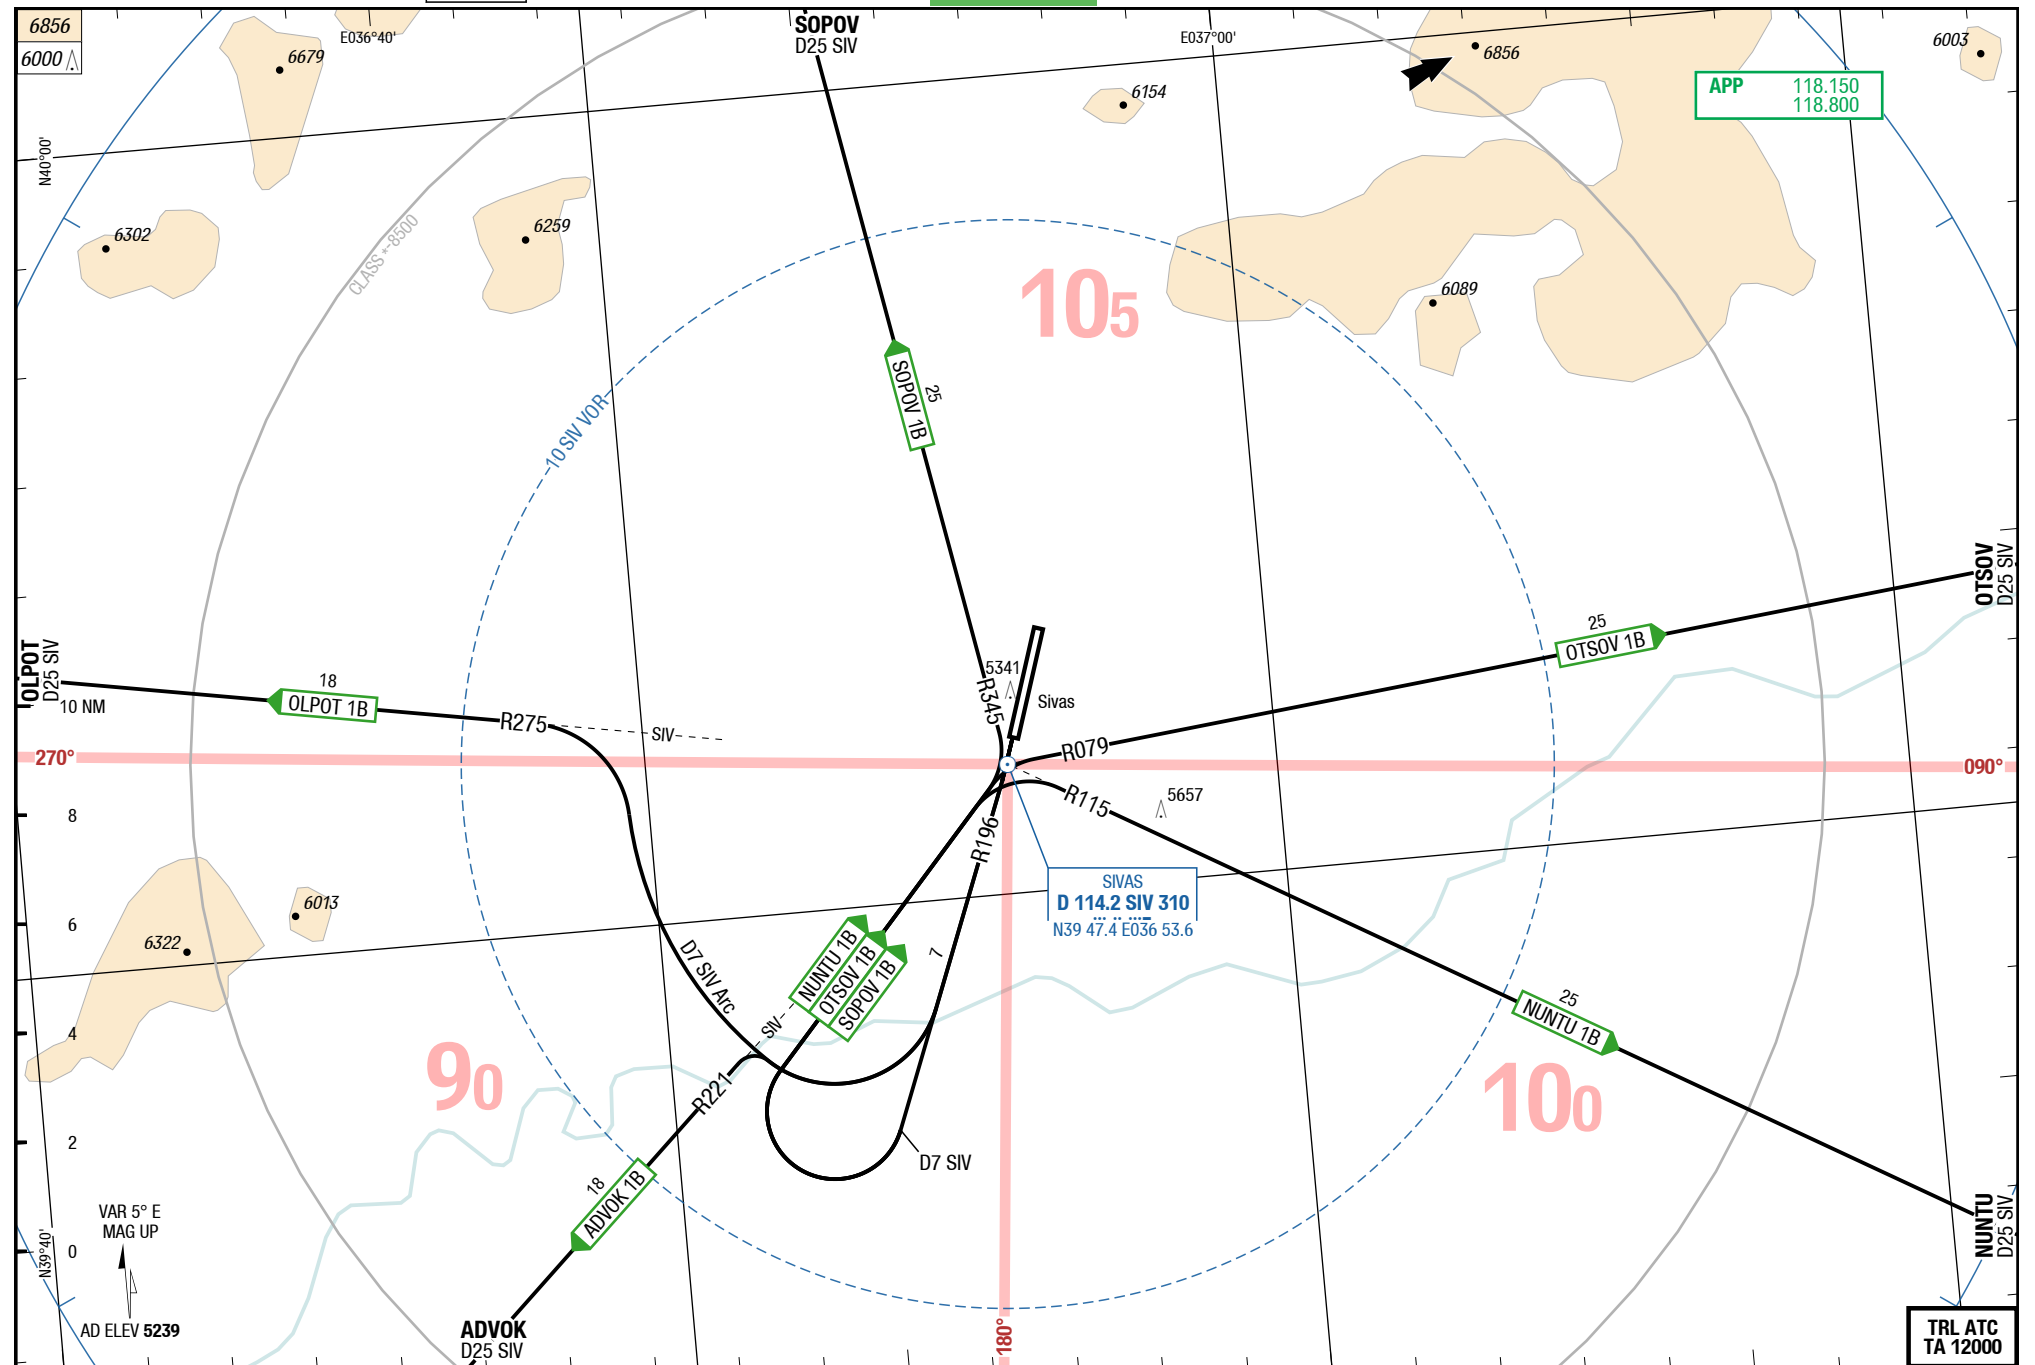 6856
6000
6679
E036°40'
SOPOV
D25 SIV
E037°00'
6856
6003
APP 118.150
118.800
6154
N40°00'
6302
6259
CLASS *-8500
105
6089
SOPOV 1B
25
10 SIV VOR
OTSOV
D25 SIV
25
OTSOV 1B
OLPOT
D25 SIV
10 NM
18
OLPOT 1B
R275
SIV
5341
R345
Sivas
R079
270°
090°
R115
5657
8
R196
SIVAS
D 114.2 SIV 310
N39 47.4 E036 53.6
6013
6322
6
D7 SIV Arc
NUNTU 1B
OTSOV 1B
SOPOV 1B
7
SIV
4
90
25
NUNTU 1B
100
R221
2
D7 SIV
18
ADVOK 1B
VAR 5° E
MAG UP
N39°40'
0
AD ELEV 5239
NUNTU
D25 SIV
ADVOK
D25 SIV
180°
TRL ATC
TA 12000